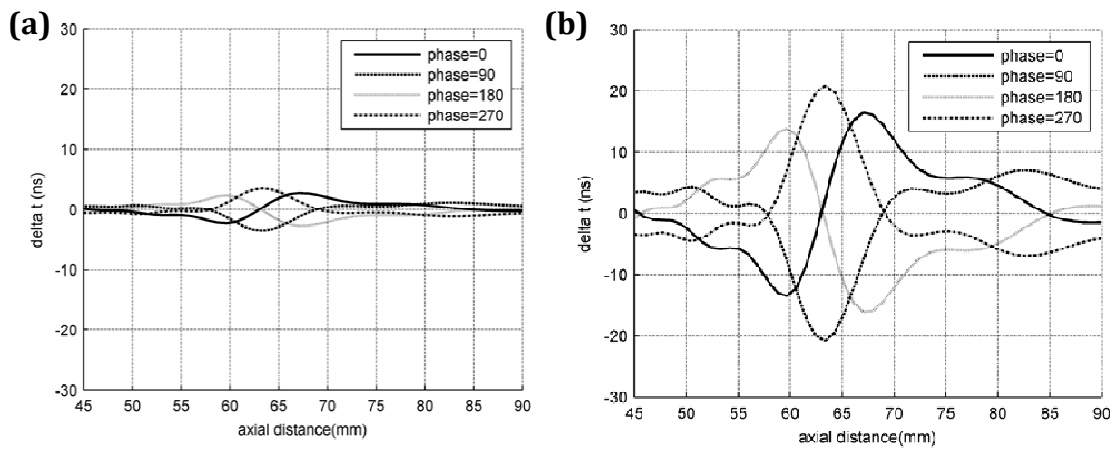 (a)
30
20
10
0
-10
-20
-30
delta t (ns)
phase=0
phase=90
phase=180
phase=270
45 50 55 60 65 70 75 80 85 90
axial distance(mm)
(b)
30
20
10
0
-10
-20
-30
delta t (ns)
phase=0
phase=90
phase=180
phase=270
45 50 55 60 65 70 75 80 85 90
axial distance(mm)